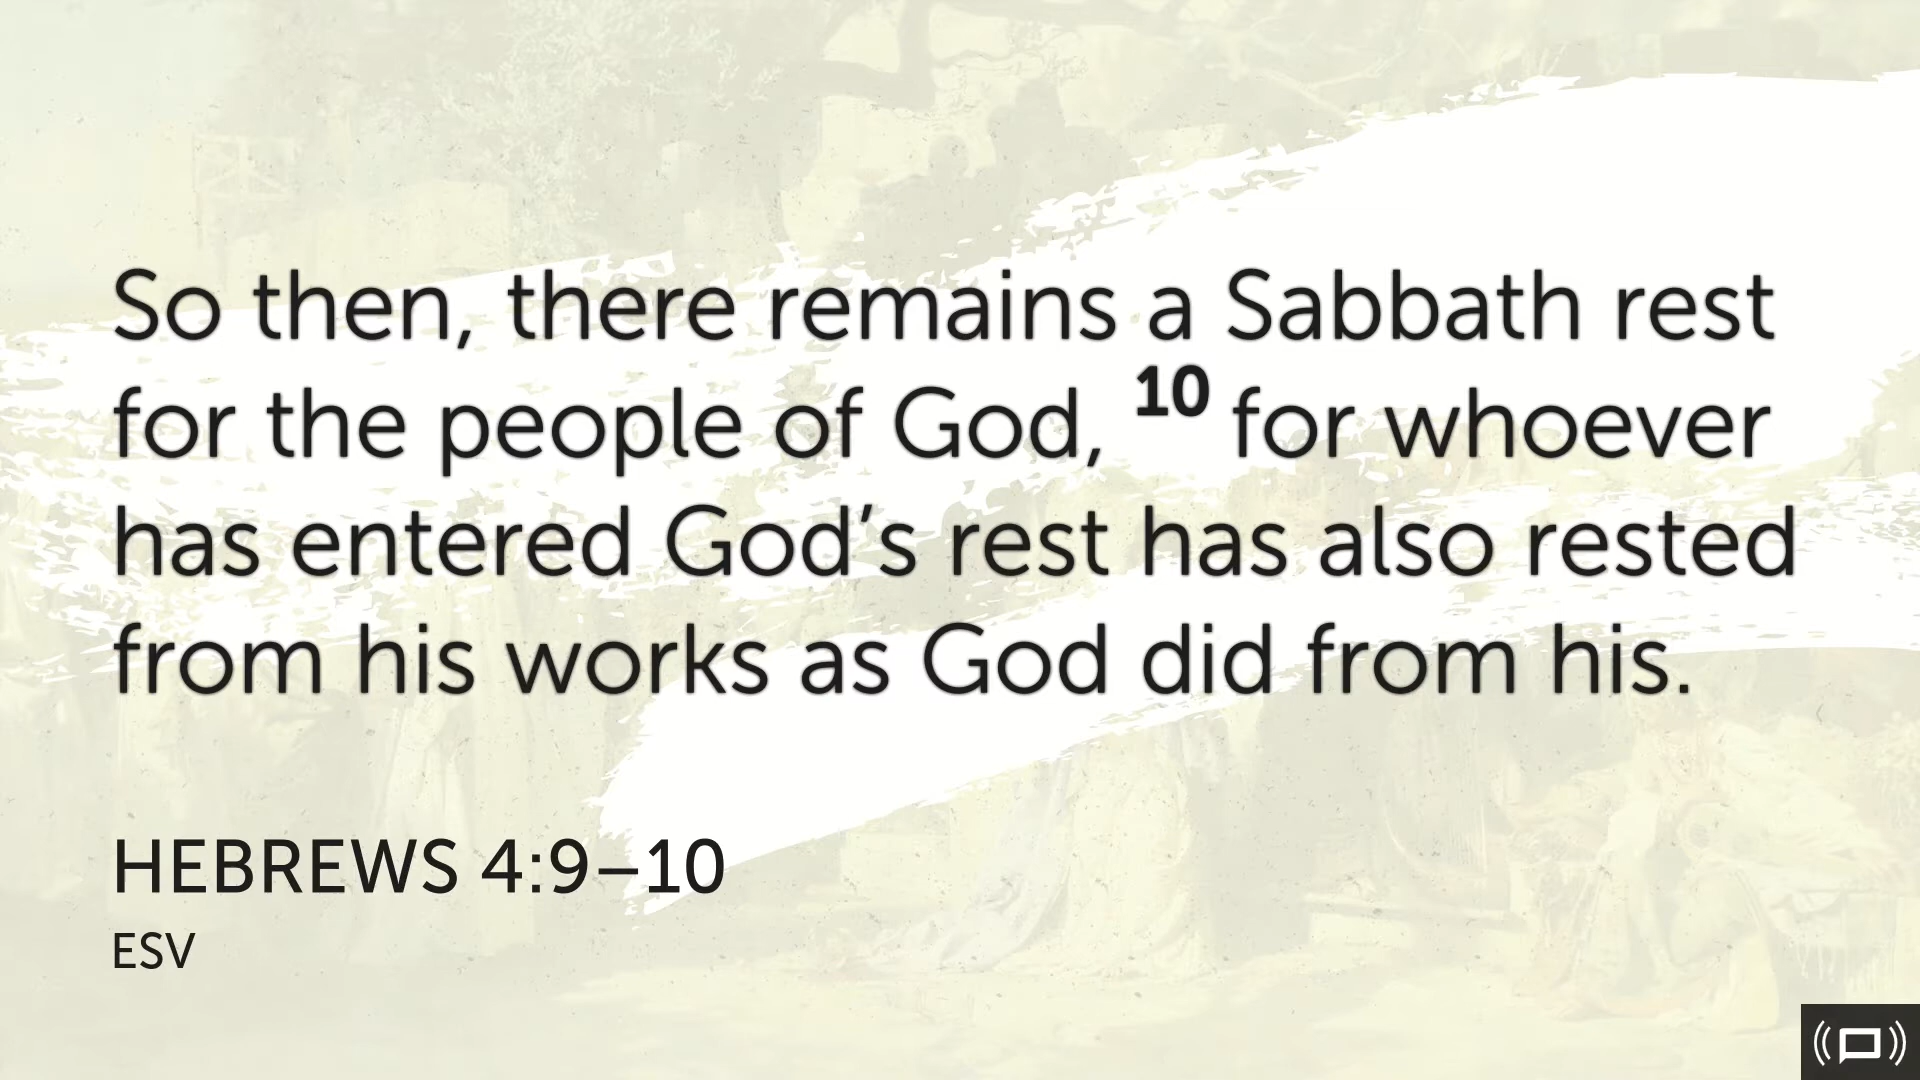 So then, there remains a Sabbath rest
for the people of God, 10 for whoever
has entered God’s rest has also rested
from his works as God did from his.
HEBREWS 4:9–10
ESV